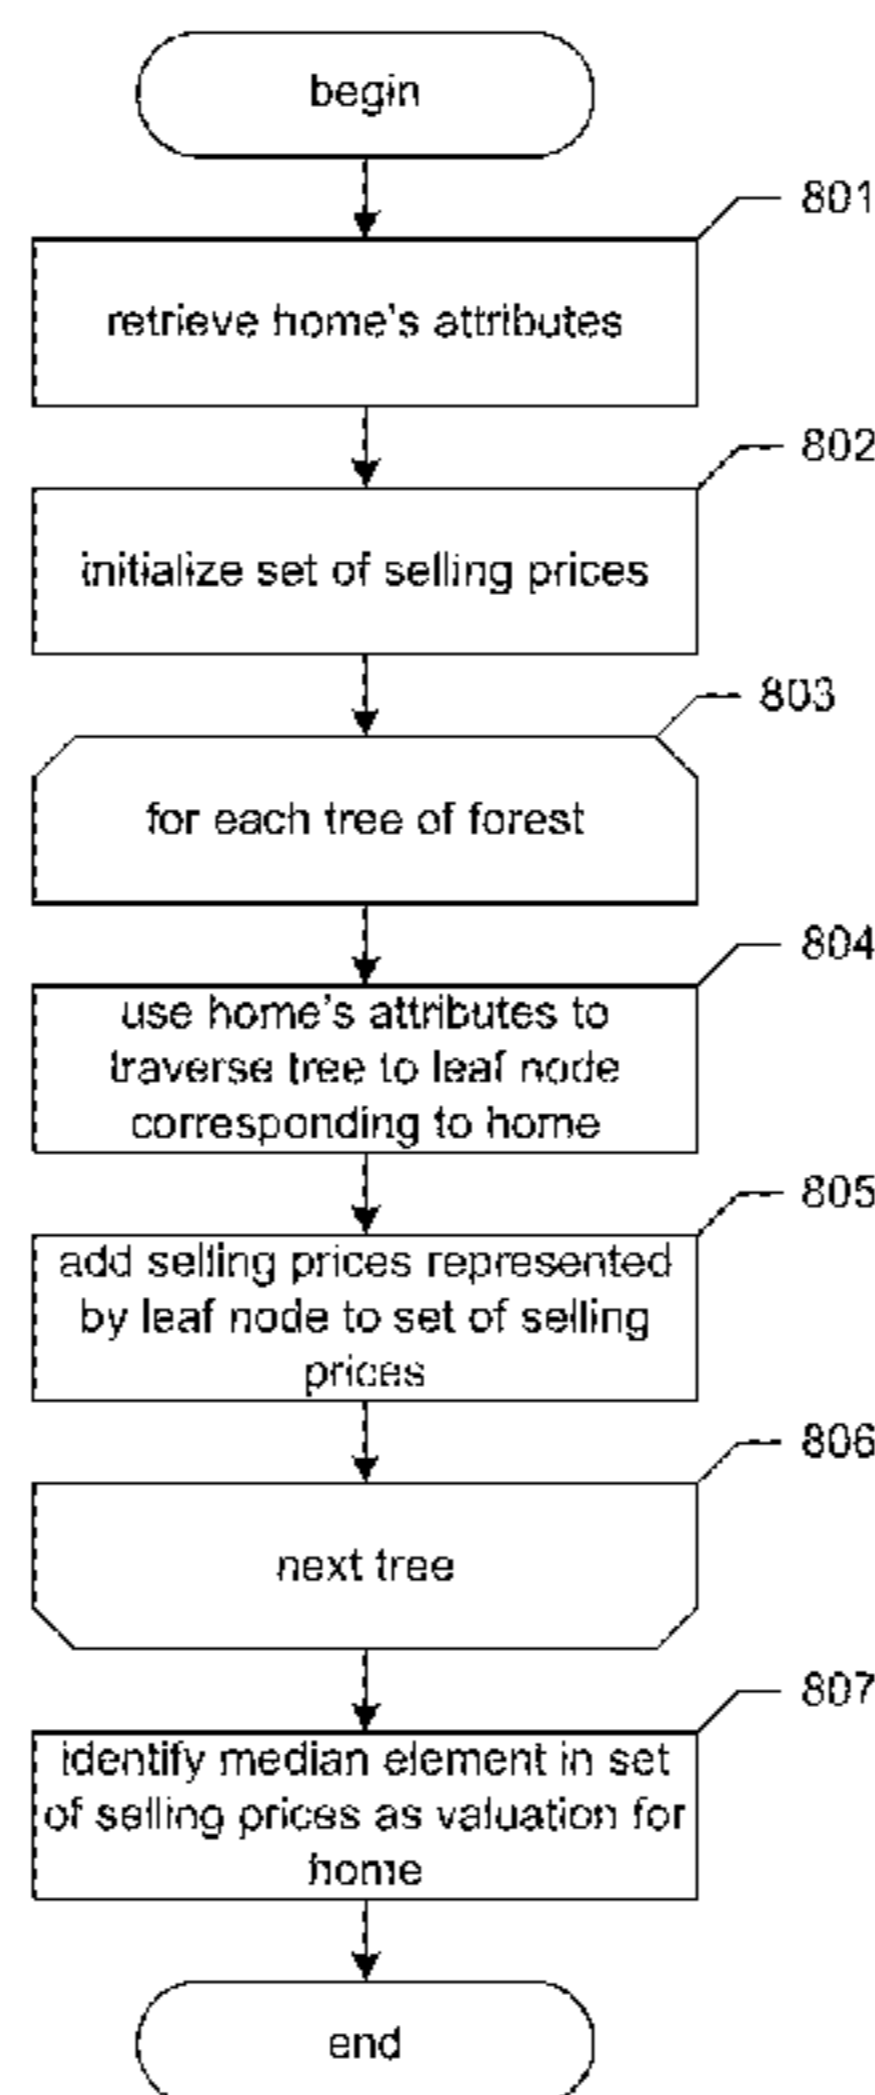 begin
801
retrieve home's attributes
802
initialize set of selling prices
803
for each tree of forest
804
use home's attributes to
traverse tree to leaf node
corresponding to home
805
add selling prices represented
by leaf node to set of selling
prices
806
next tree
807
identify median element in set
of selling prices as valuation for
home
end